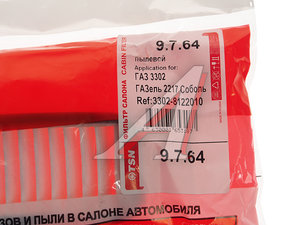 9.7.64
ПЫЛЕВОЙ
Application for:
ГАЗ 3302
ГАЗель 2217 Соболь
Ref:3302-8122010
ФИЛЬТР САЛОНА CABIN FILTER
TSN
9.7.64
ЗОВ И ПЫЛИ В САЛОНЕ АВТОМОБИЛЯ